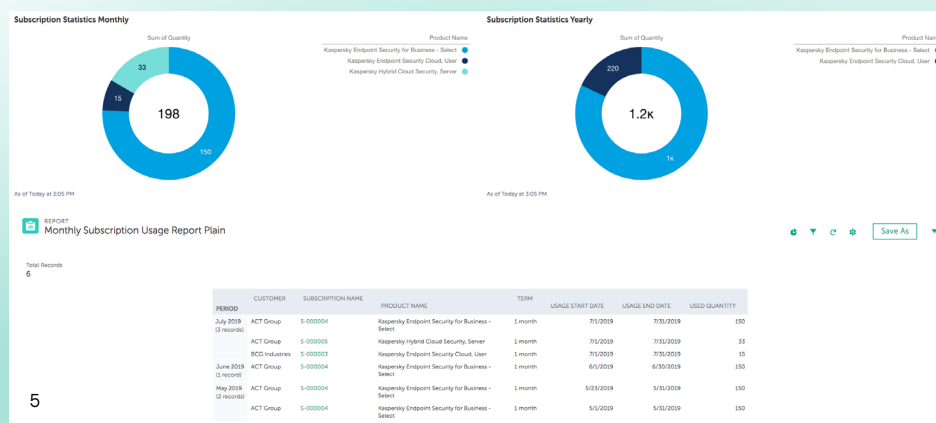 Subscription Statistics Monthly
Sum of Quantity
Product Name
Kaspersky Endpoint Security for Business - Select
Kaspersky Endpoint Security Cloud, User
Kaspersky Hybrid Cloud Security, Server
33
15
198
150
As of Today at 3:05 PM
Subscription Statistics Yearly
Sum of Quantity
Product Nam
Kaspersky Endpoint Security for Business - Select
Kaspersky Endpoint Security Cloud, User
220
1.2K
1K
As of Today at 3:05 PM
REPORT
Monthly Subscription Usage Report Plain
Save As
Total Records
6
PERIOD CUSTOMER SUBSCRIPTION NAME PRODUCT NAME TERM USAGE START DATE USAGE END DATE USED QUANTITY
July 2019 ACT Group S-000004 Kaspersky Endpoint Security for Business - 1 month 7/1/2019 7/31/2019 150
(3 records) Select
ACT Group S-000005 Kaspersky Hybrid Cloud Security, Server 1 month 7/1/2019 7/31/2019 33
BCG Industries S-000003 Kaspersky Endpoint Security Cloud, User 1 month 7/1/2019 7/31/2019 15
June 2019 ACT Group S-000004 Kaspersky Endpoint Security for Business - 1 month 6/1/2019 6/30/2019 150
(1 record) Select
May 2019 ACT Group S-000004 Kaspersky Endpoint Security for Business - 1 month 5/23/2019 5/31/2019 150
(2 records) Select
ACT Group S-000004 Kaspersky Endpoint Security for Business - 1 month 5/1/2019 5/31/2019 150
Select
5